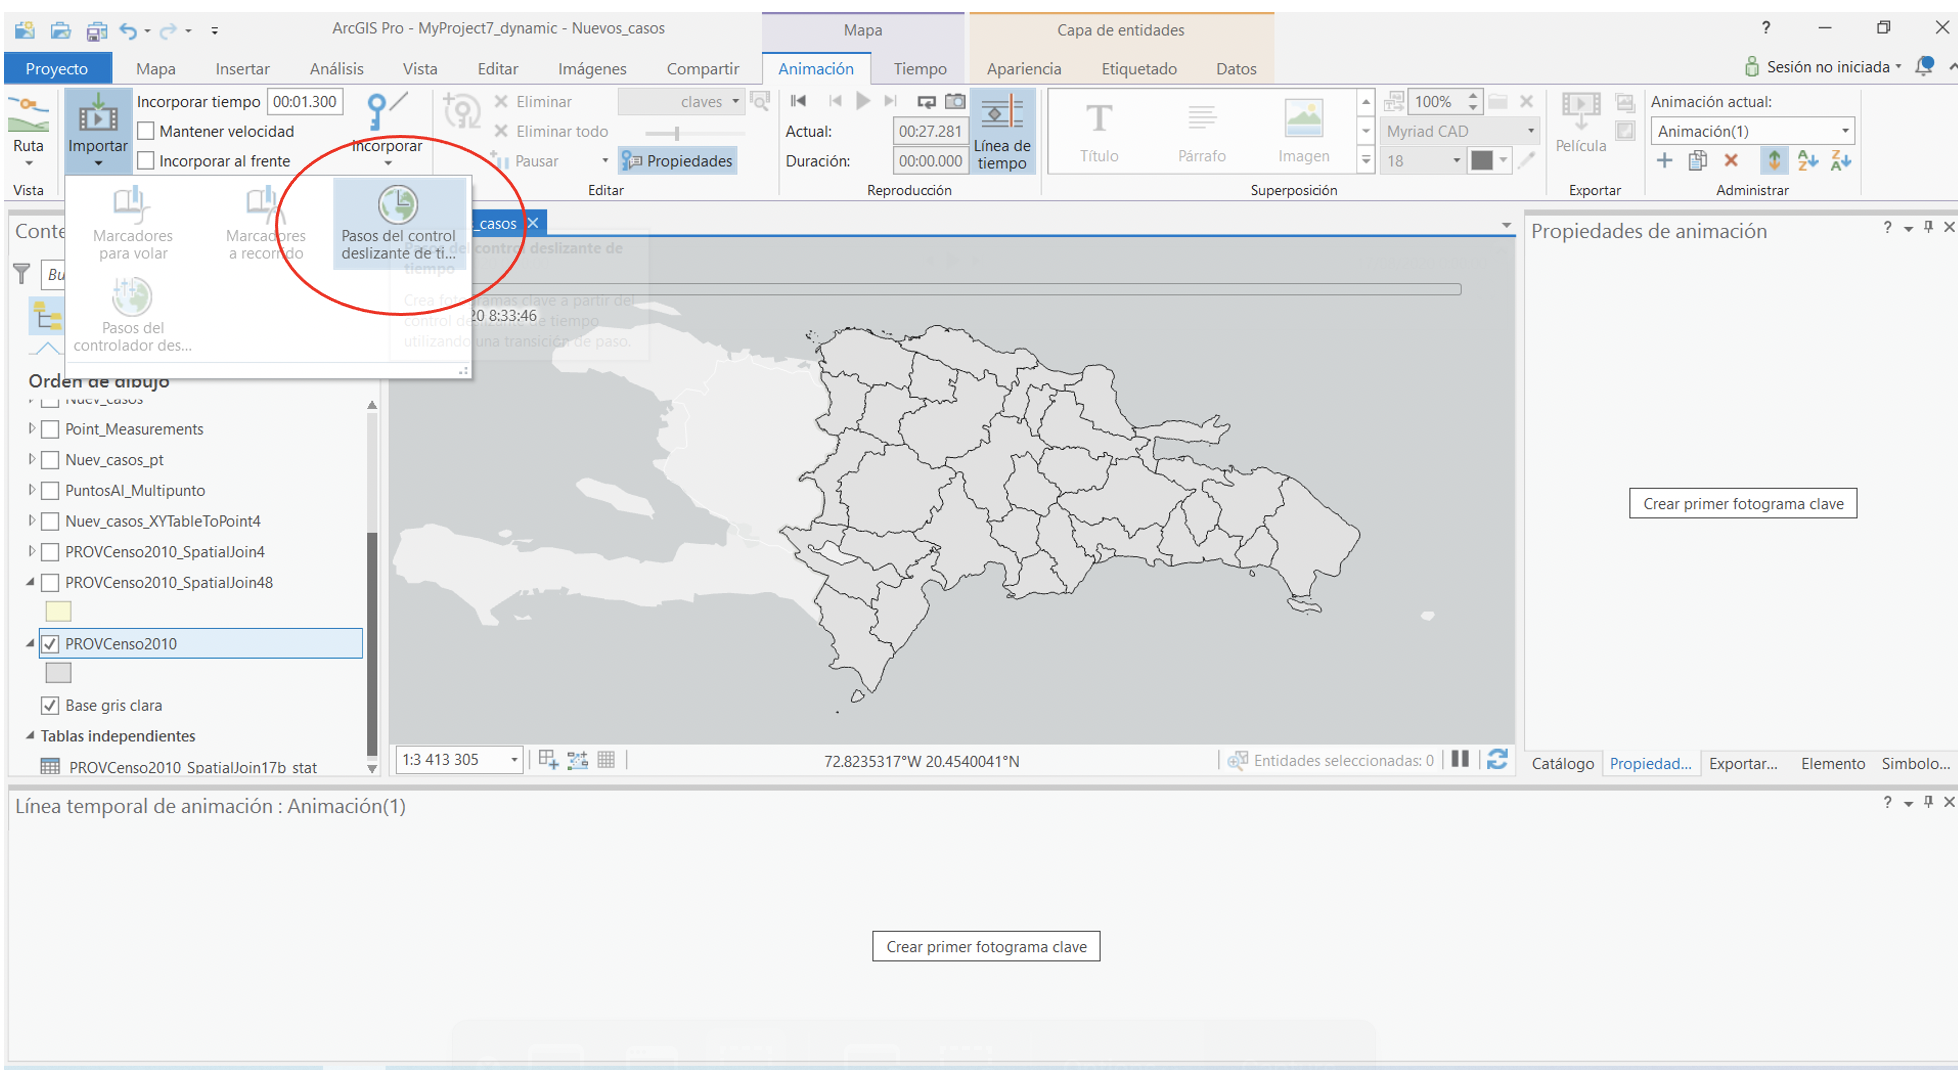 ArcGIS Pro - MyProject7_dynamic - Nuevos_casos
Mapa
Capa de entidades
?
Proyecto
Mapa
Insertar
Análisis
Vista
Editar
Imágenes
Compartir
Animación
Tiempo
Apariencia
Etiquetado
Datos
Sesión no iniciada
Ruta
Vista
Importar
Incorporar tiempo 00:01.300
Mantener velocidad
Incorporar al frente
Incorporar
Eliminar
Eliminar todo
Pausar
claves
Propiedades
Editar
Actual: 00:27.281
Duración: 00:00.000
Reproducción
Línea de
tiempo
Título
Párrafo
Imagen
Superposición
100%
Myriad CAD
18
Película
Exportar
Animación actual:
Animación(1)
Administrar
Marcadores
para volar
Marcadores
a recorrido
Pasos del control
deslizante de ti...
Pasos del
controlador des...
Conte
Bu
_casos
Pasos del control deslizante de
tiempo
Crea fotogramas clave a partir del
control deslizante de tiempo
utilizando una transición de paso.
20 8:33:46
Orden de dibujo
Nuev_casos
Point_Measurements
Nuev_casos_pt
PuntosAI_Multipunto
Nuev_casos_XYTableToPoint4
PROVCenso2010_SpatialJoin4
PROVCenso2010_SpatialJoin48
PROVCenso2010
Base gris clara
Tablas independientes
PROVCenso2010_SpatialJoin17b_stat
1:3 413 305
72.8235317°W 20.4540041°N
Entidades seleccionadas: 0
Propiedades de animación
?
Crear primer fotograma clave
Catálogo
Propiedad...
Exportar...
Elemento
Simbolo...
Línea temporal de animación : Animación(1)
?
Crear primer fotograma clave